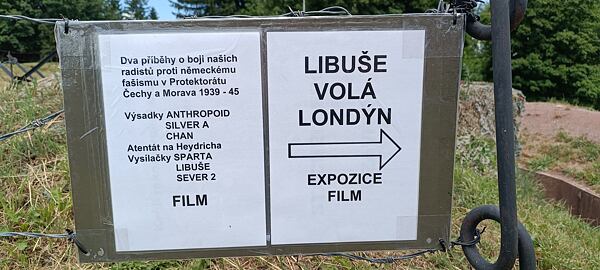 Dva příběhy o boji našich
radistů proti německému
fašismu v Protektorátu
Čechy a Morava 1939 - 45
Výsadky ANTHROPOID
SILVER A
CHAN
Atentát na Heydricha
Vysílačky SPARTA
LIBUŠE
SEVER 2
FILM
LIBUŠE
VOLÁ
LONDÝN
EXPOZICE
FILM